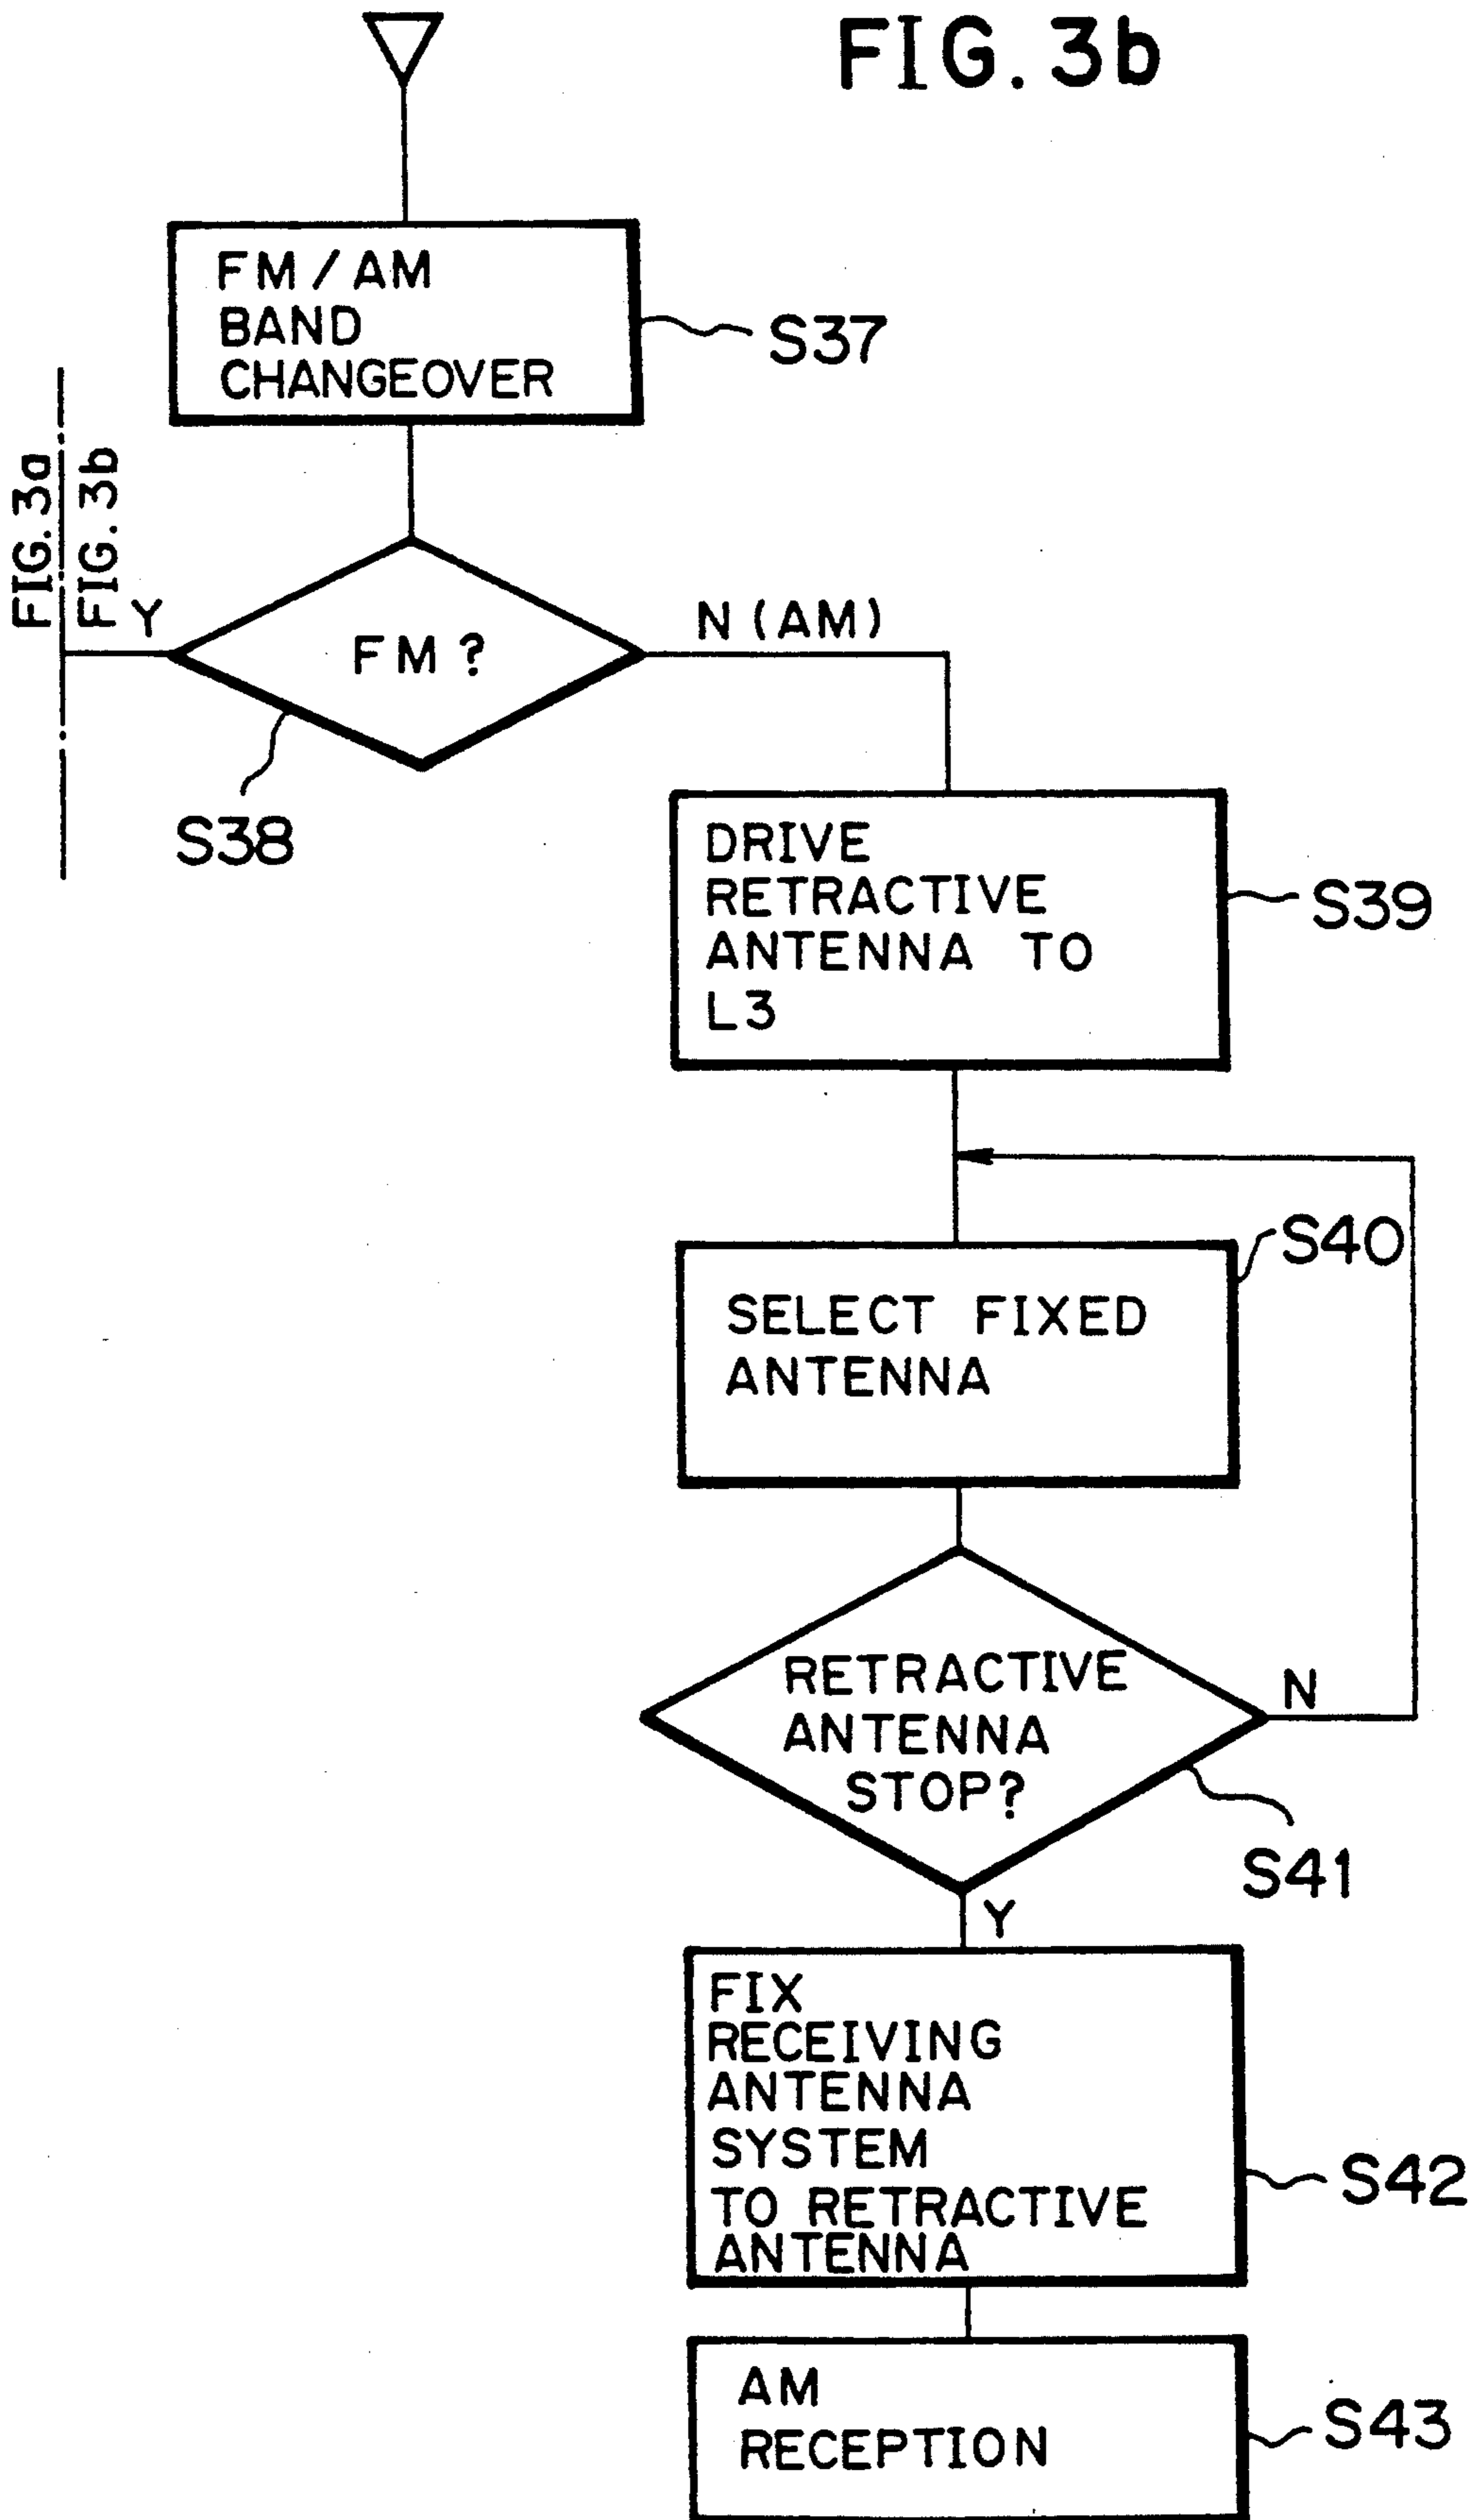 FIG.3b
FM/AM
BAND
CHANGEOVER
S37
FIG.3a
FIG.3b
Y
FM?
N (AM)
S38
DRIVE
RETRACTIVE
ANTENNA TO
L3
S39
S40
SELECT FIXED
ANTENNA
RETRACTIVE
ANTENNA
STOP?
N
S41
Y
FIX
RECEIVING
ANTENNA
SYSTEM
TO RETRACTIVE
ANTENNA
S42
AM
RECEPTION
S43